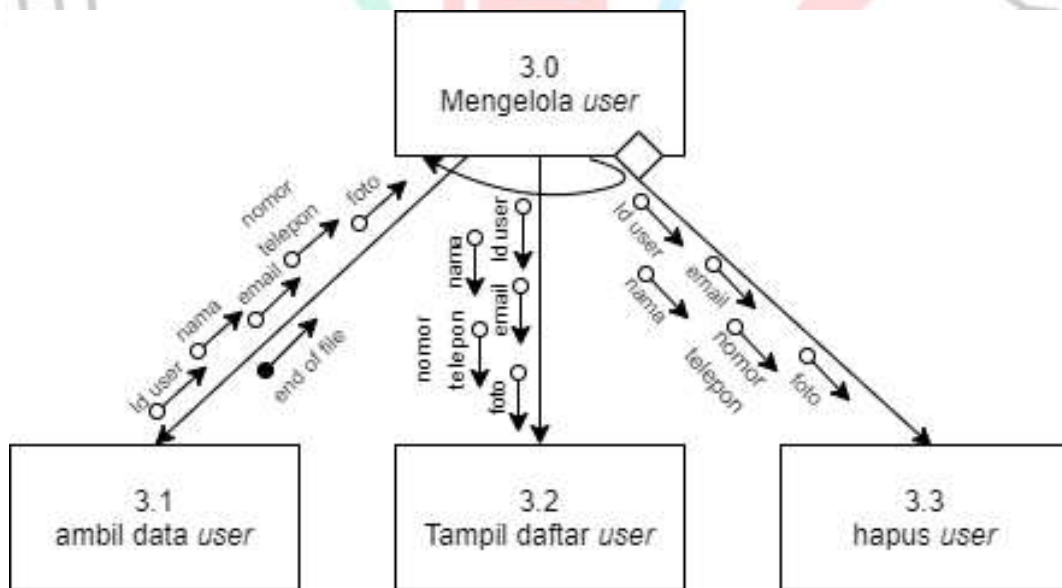 3.0
Mengelola user
nomor
telepon
foto
nama
email
Id user
end of file
Id user
nama
email
nomor
telepon
foto
Id user
email
nama
nomor
telepon
foto
3.1
ambil data user
3.2
Tampil daftar user
3.3
hapus user